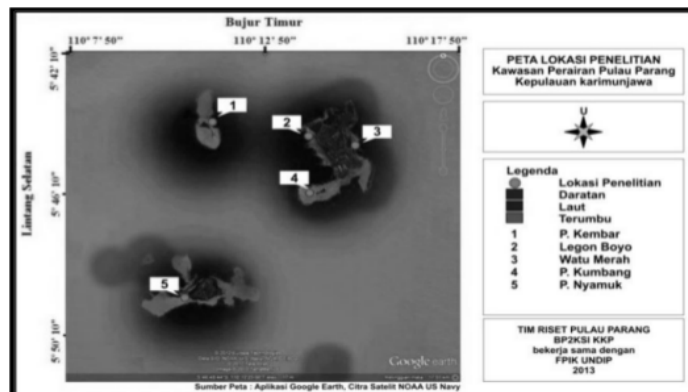 Bujur Timur
110 °7' 50" 110 °12' 50" 110 °17' 50"
5° 42' 10"
5° 46' 10"
5° 50' 10"
Lintang Selatan
1
2
3
4
5
Google earth
Sumber Peta : Aplikasi Google Earth, Citra Satelit NOAA US Navy
PETA LOKASI PENELITIAN
Kawasan Perairan Pulau Parang
Kepulauan karimunjawa
U
Legenda
Lokasi Penelitian
Daratan
Laut
Terumbu
1 P. Kembar
2 Legon Boyo
3 Watu Merah
4 P. Kumbang
5 P. Nyamuk
TIM RISET PULAU PARANG
BP2KSI KKP
bekerja sama dengan
FPIK UNDIP
2013